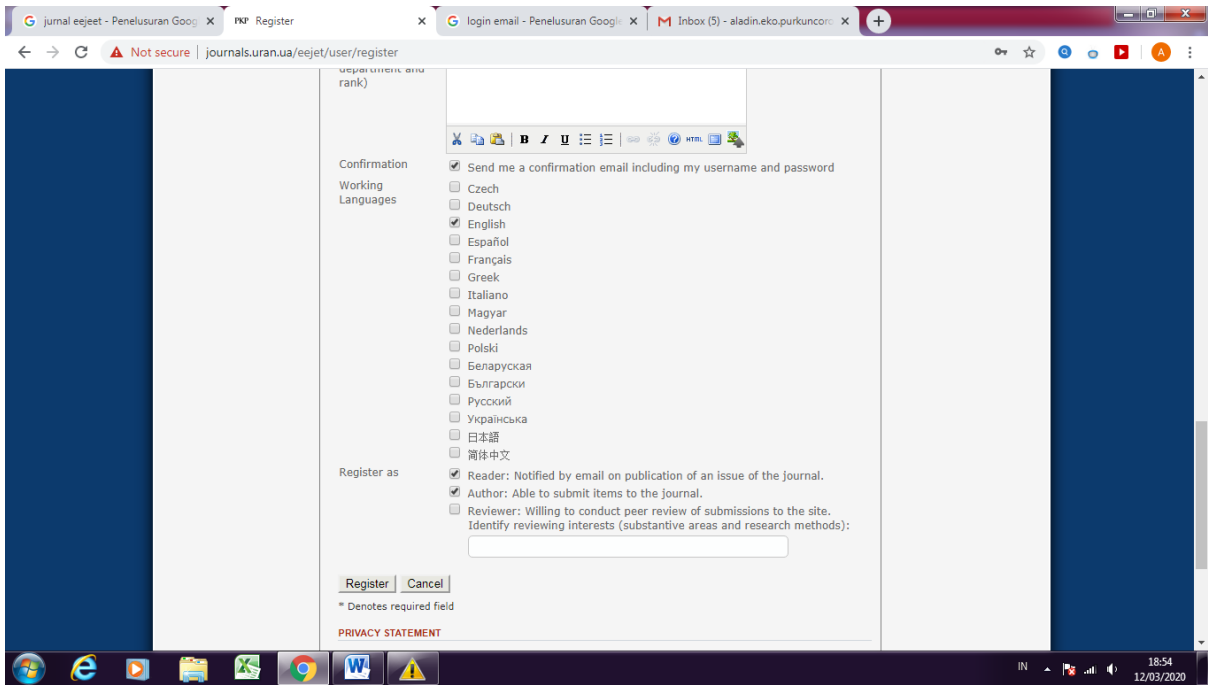 jurnal eejeet - Penelusuran Goog
PKP Register
login email - Penelusuran Google
Inbox (5) - aladin.eko.purkuncoro
Not secure | journals.uran.ua/eejet/user/register
A
department and
rank)
B I U HTML
Confirmation
Send me a confirmation email including my username and password
Working
Languages
Czech
Deutsch
English
Español
Français
Greek
Italiano
Magyar
Nederlands
Polski
Беларуская
Български
Русский
Українська
日本語
简体中文
Register as
Reader: Notified by email on publication of an issue of the journal.
Author: Able to submit items to the journal.
Reviewer: Willing to conduct peer review of submissions to the site.
Identify reviewing interests (substantive areas and research methods):
Register Cancel
* Denotes required field
PRIVACY STATEMENT
IN
18:54
12/03/2020